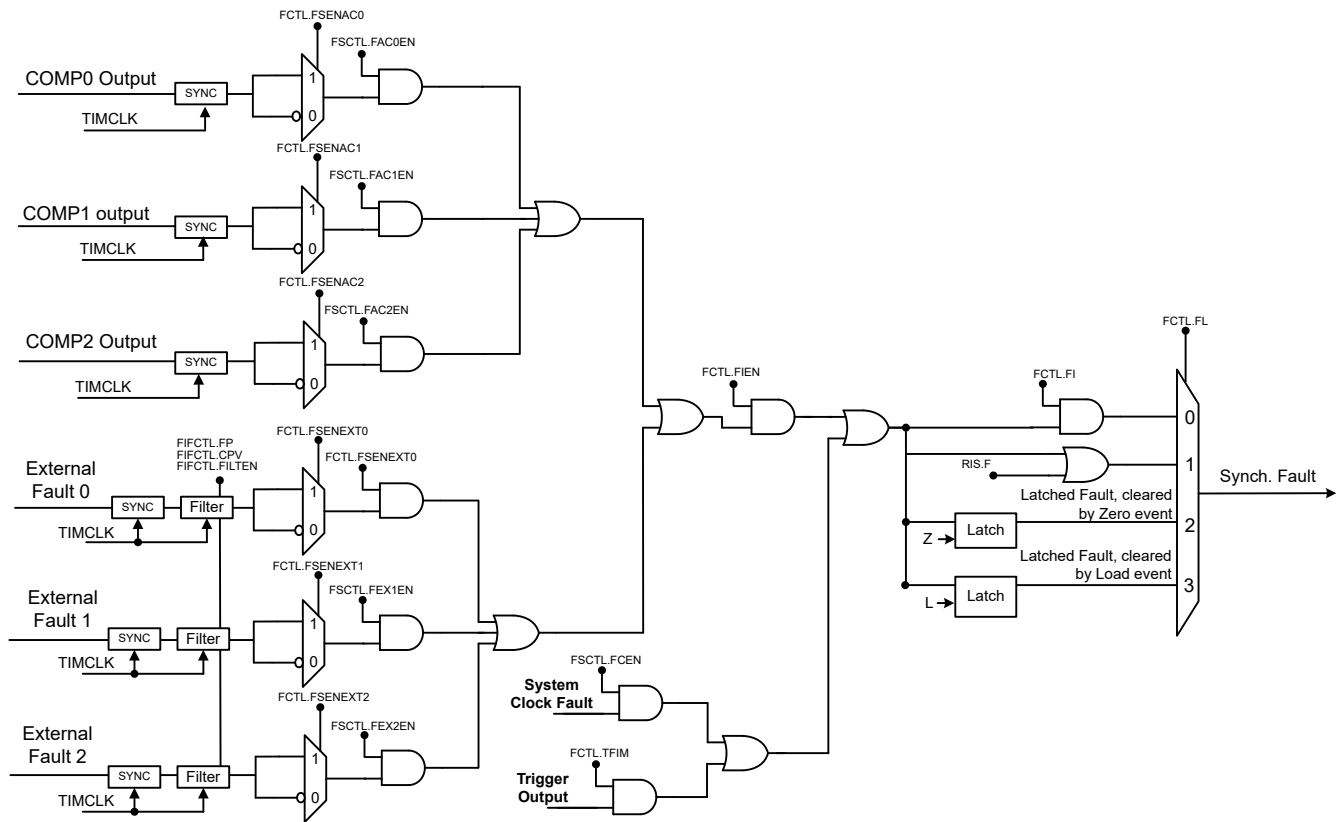 FCTL.FSENAC0
FSCTL.FAC0EN
COMP0 Output
SYNC
1
0
TIMCLK
FCTL.FSENAC1
FSCTL.FAC1EN
COMP1 output
SYNC
1
0
TIMCLK
FCTL.FSENAC2
FSCTL.FAC2EN
COMP2 Output
SYNC
1
0
TIMCLK
FCTL.FSENEXT0
FIFCTL.FP
FIFCTL.CPV
FIFCTL.FILTEN
FCTL.FSENEXT0
External
Fault 0
SYNC
Filter
1
0
TIMCLK
FCTL.FSENEXT1
FSCTL.FEX1EN
External
Fault 1
SYNC
Filter
1
0
TIMCLK
FCTL.FSENEXT2
FSCTL.FEX2EN
External
Fault 2
SYNC
Filter
1
0
TIMCLK
FCTL.FIEN
FSCTL.FCEN
System
Clock Fault
FCTL.TFIM
Trigger
Output
FCTL.FL
FCTL.FI
0
RIS.F
1
Latched Fault, cleared
by Zero event
Z
Latch
2
Latched Fault, cleared
by Load event
L
Latch
3
Synch. Fault